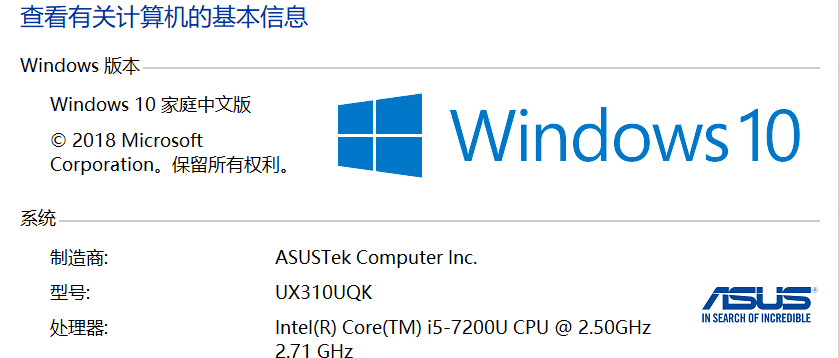 查看有关计算机的基本信息
Windows 版本
Windows 10 家庭中文版
© 2018 Microsoft
Corporation。保留所有权利。
Windows 10
系统
制造商: ASUSTek Computer Inc.
型号: UX310UQK
处理器: Intel(R) Core(TM) i5-7200U CPU @ 2.50GHz
2.71 GHz
ASUS®
IN SEARCH OF INCREDIBLE